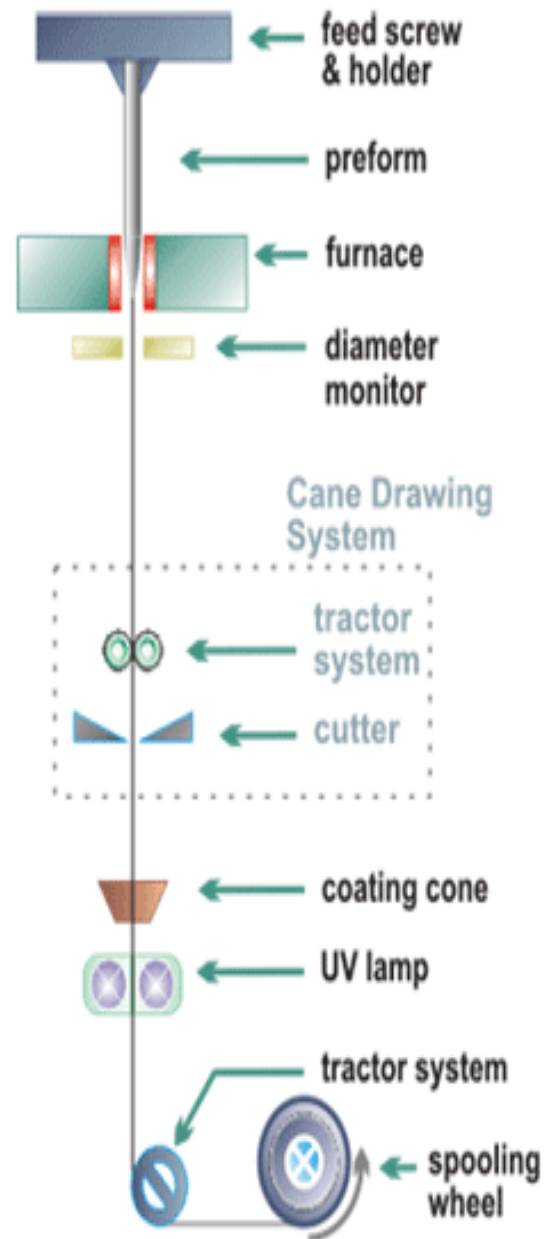 feed screw
& holder
preform
furnace
diameter
monitor
Cane Drawing
System
tractor
system
cutter
coating cone
UV lamp
tractor system
spooling
wheel